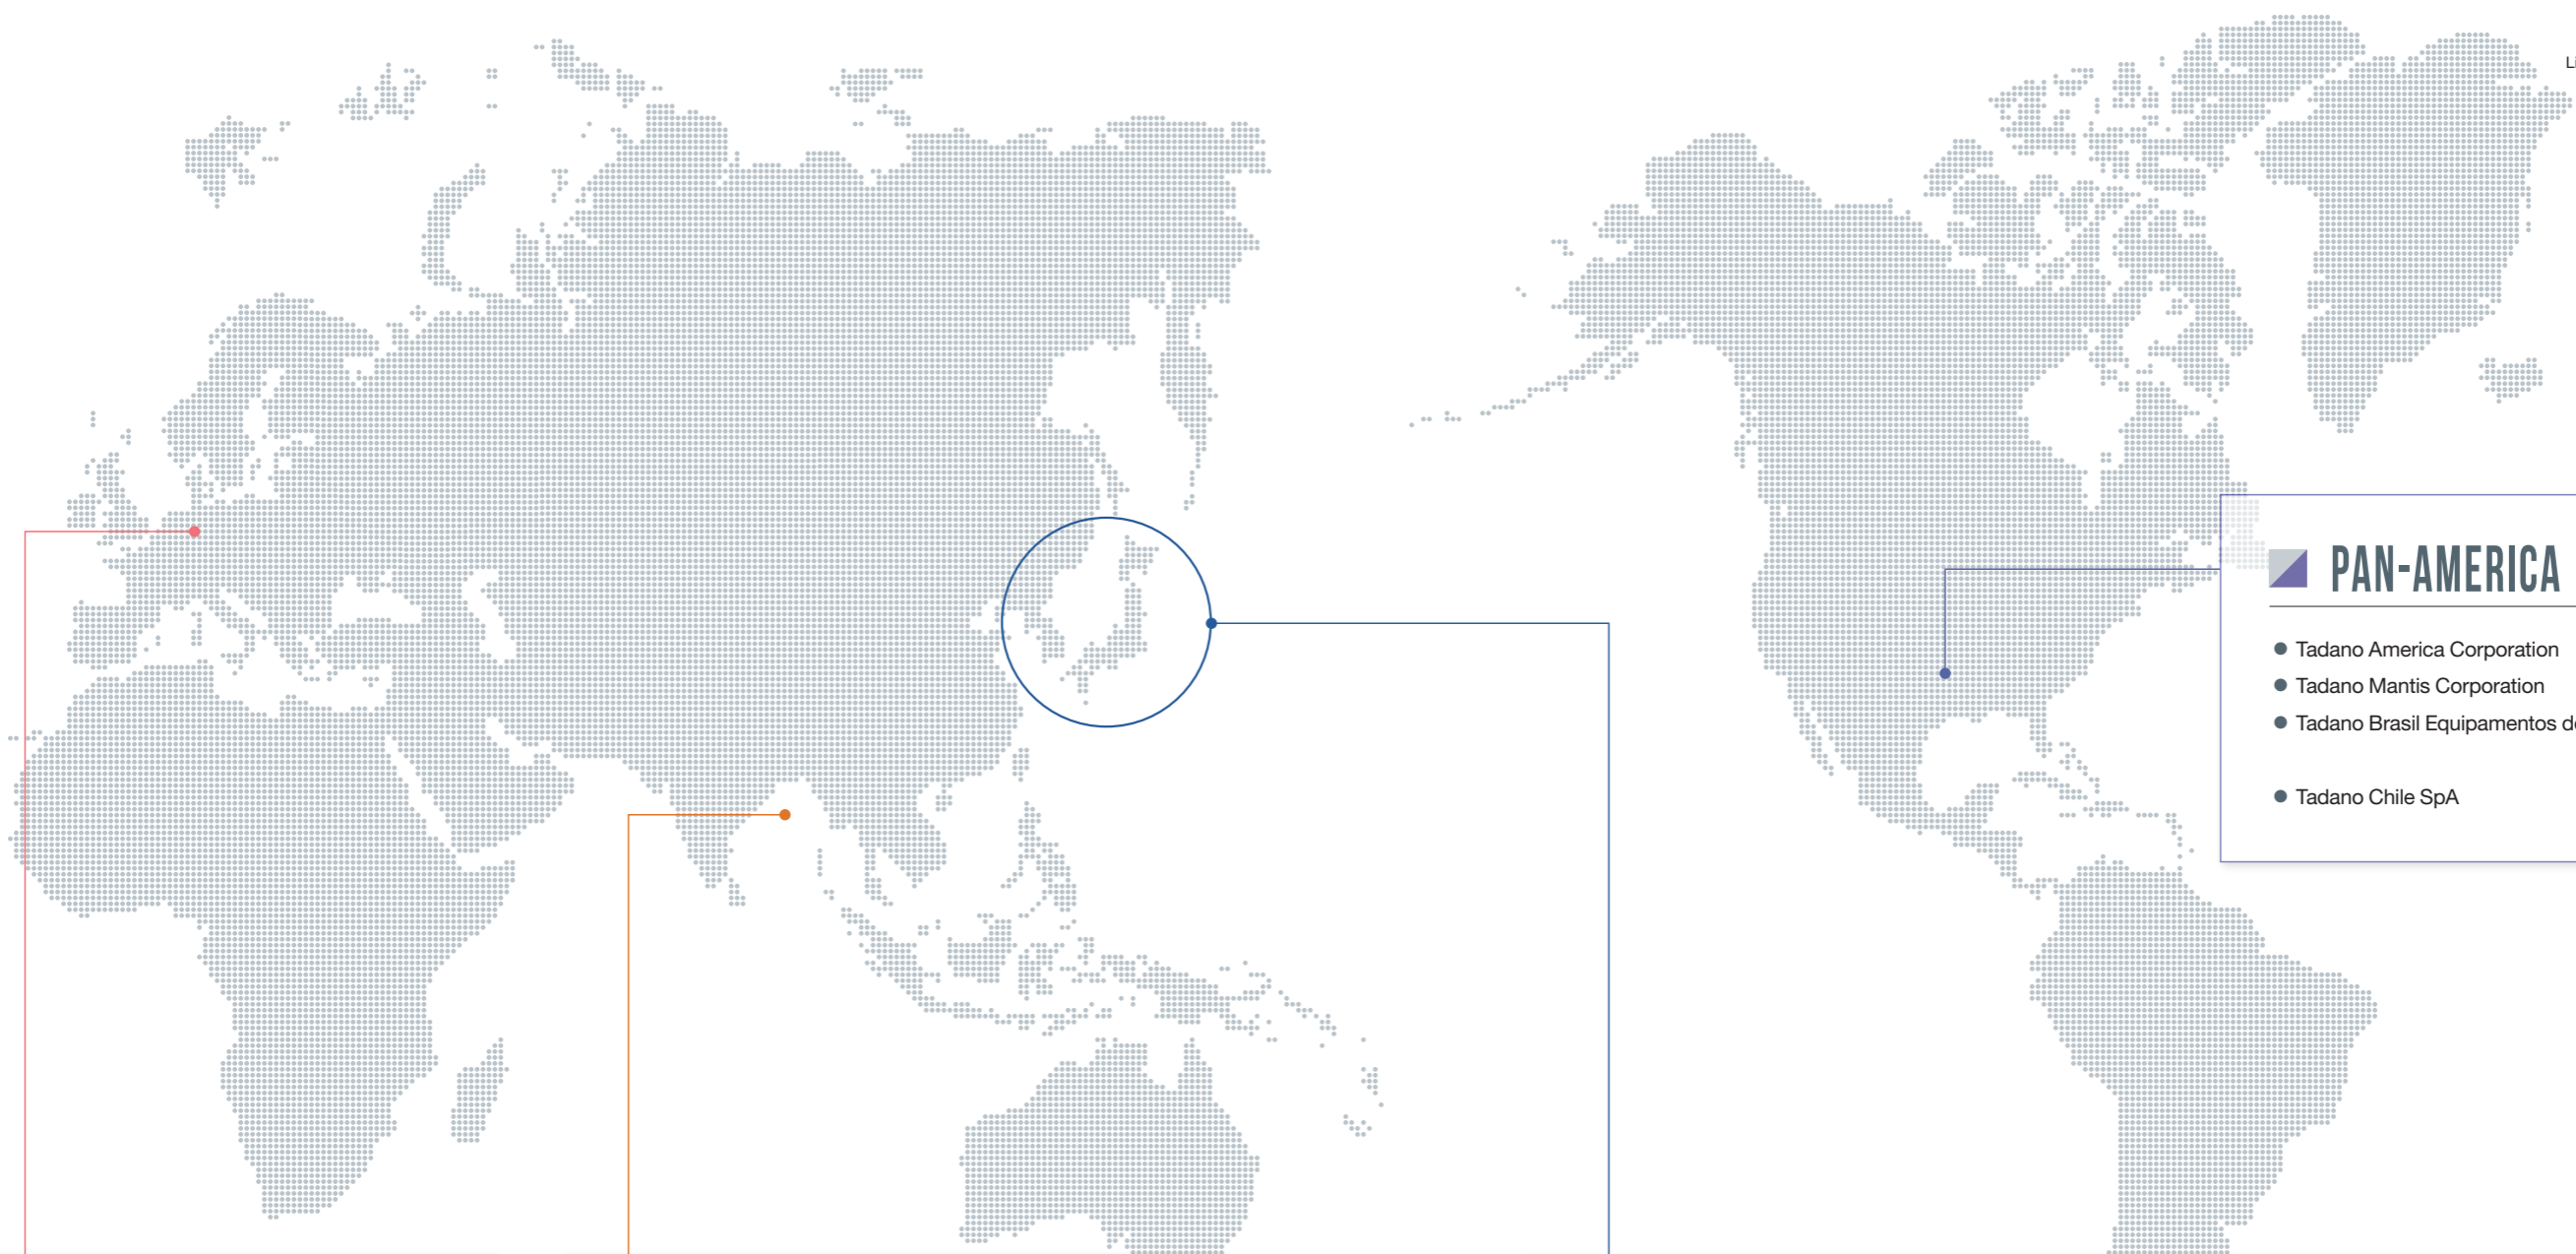 PAN-AMERICA
Tadano America Corporation
Tadano Mantis Corporation
Tadano Brasil Equipamentos
Tadano Chile SpA